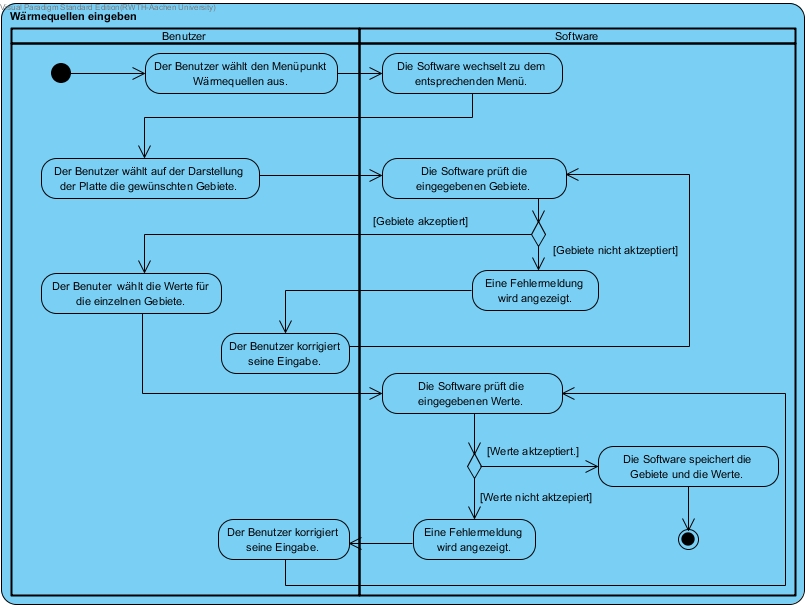 Visual Paradigm Standard Edition(RWTH-Aachen University)
Wärmequellen eingeben
Benutzer
Software
Der Benutzer wählt den Menüpunkt
Wärmequellen aus.
Die Software wechselt zu dem
entsprechenden Menü.
Der Benutzer wählt auf der Darstellung
der Platte die gewünschten Gebiete.
Die Software prüft die
eingegebenen Gebiete.
[Gebiete akzeptiert]
[Gebiete nicht aktzeptiert]
Der Benuter wählt die Werte für
die einzelnen Gebiete.
Eine Fehlermeldung
wird angezeigt.
Der Benutzer korrigiert
seine Eingabe.
Die Software prüft die
eingegebenen Werte.
[Werte aktzeptiert.]
Die Software speichert die
Gebiete und die Werte.
[Werte nicht aktzepiert]
Der Benutzer korrigiert
seine Eingabe.
Eine Fehlermeldung
wird angezeigt.